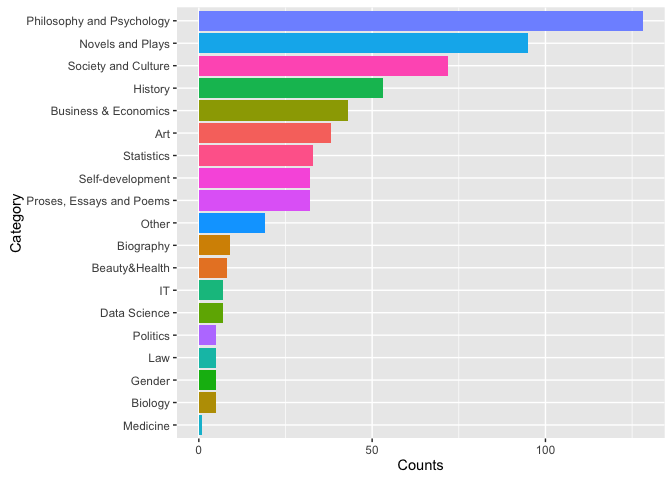 Philosophy and Psychology
Novels and Plays
Society and Culture
History
Business & Economics
Art
Statistics
Self-development
Proses, Essays and Poems
Other
Biography
Beauty&Health
IT
Data Science
Politics
Law
Gender
Biology
Medicine
Category
0 50 100
Counts